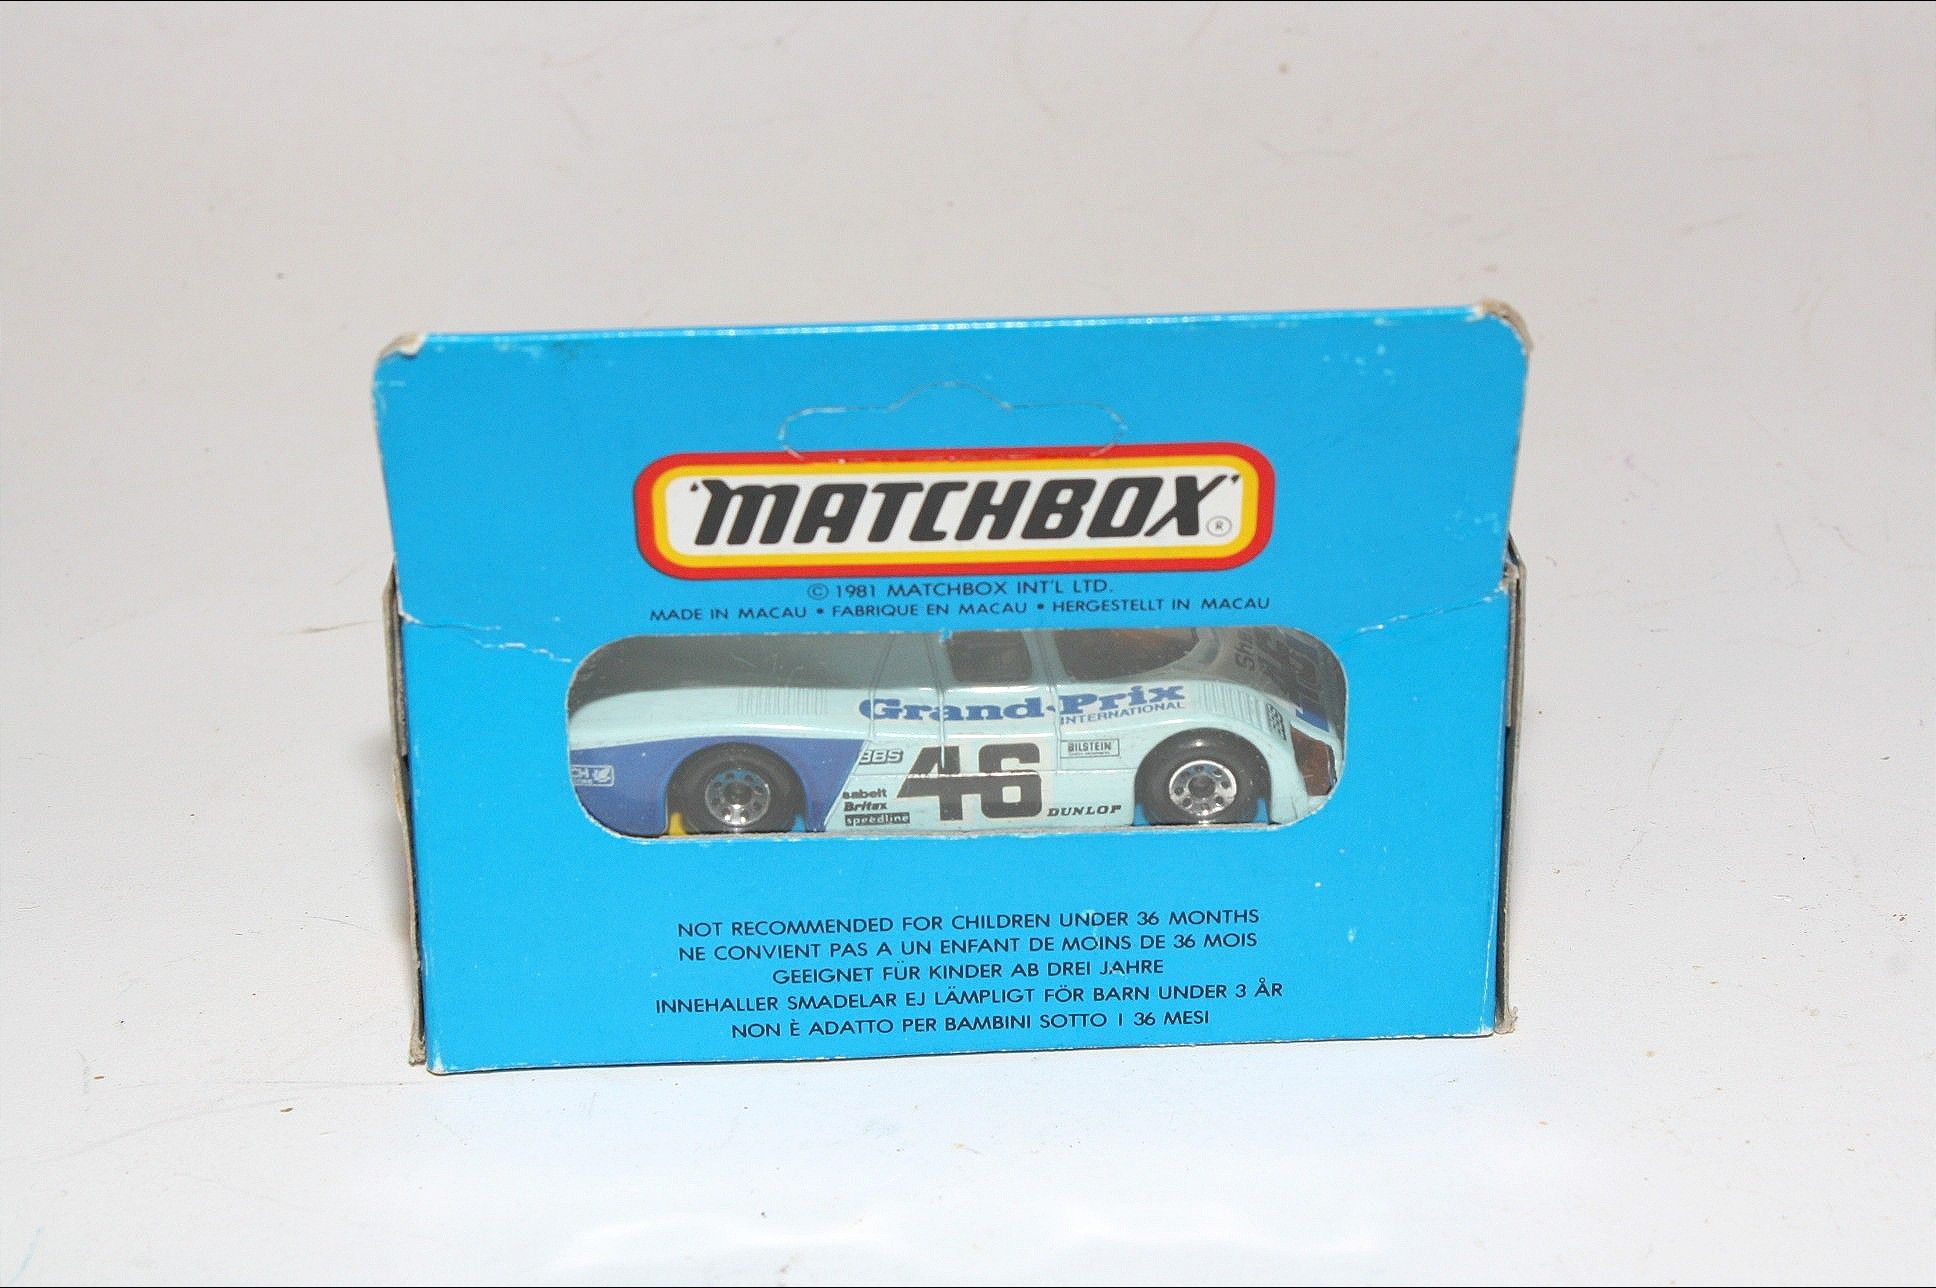 'MATCHBOX'®
© 1981 MATCHBOX INT'L LTD.
MADE IN MACAU • FABRIQUE EN MACAU • HERGESTELLT IN MACAU
Grand Prix
INTERNATIONAL
BBS
46
BILSTEIN
sabelt
Britax
speedline
DUNLOP
NOT RECOMMENDED FOR CHILDREN UNDER 36 MONTHS
NE CONVIENT PAS A UN ENFANT DE MOINS DE 36 MOIS
GEEIGNET FÜR KINDER AB DREI JAHRE
INNEHALLER SMADELAR EJ LÄMPLIGT FÖR BARN UNDER 3 ÅR
NON È ADATTO PER BAMBINI SOTTO I 36 MESI